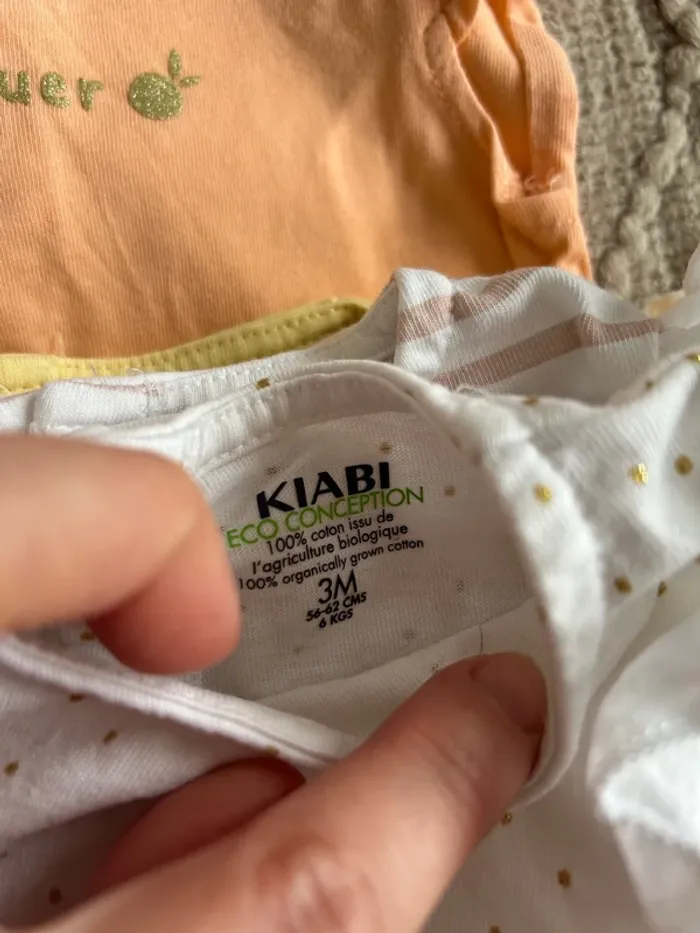 uer
KIABI
ECO CONCEPTION
100% coton issu de
l'agriculture biologique
100% organically grown cotton
3M
56-62 CMS
6 KGS